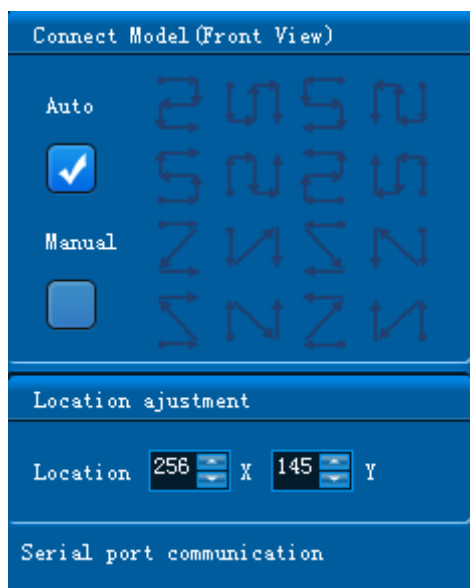 Connect Model(Front View)
Auto
Manual
Location ajustment
Location 256 X 145 Y
Serial port communication